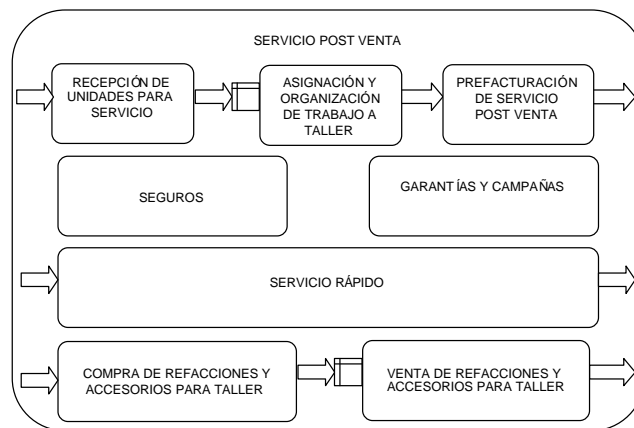 SERVICIO POST VENTA
RECEPCIÓN DE
UNIDADES PARA
SERVICIO
ASIGNACIÓN Y
ORGANIZACIÓN
DE TRABAJO A
TALLER
PREFACTURACIÓN
DE SERVICIO
POST VENTA
SEGUROS
GARANTÍAS Y CAMPAÑAS
SERVICIO RÁPIDO
COMPRA DE REFACCIONES Y
ACCESORIOS PARA TALLER
VENTA DE REFACCIONES Y
ACCESORIOS PARA TALLER